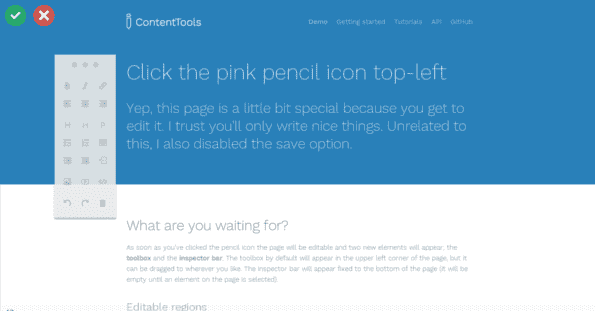 ContentTools
Demo Getting started Tutorials API GitHub
Click the pink pencil icon top-left
Yep, this page is a little bit special because you get to
edit it. I trust you'll only write nice things. Unrelated to
this, I also disabled the save option.
What are you waiting for?
As soon as you've clicked the pencil icon the page will be editable and two new elements will appear, the
toolbox and the inspector bar. The toolbox by default will appear in the upper left corner of the page, but it
can be dragged to wherever you like. The inspector bar will appear fixed to the bottom of the page (it will be
empty until an element on the page is selected)
Editable regions